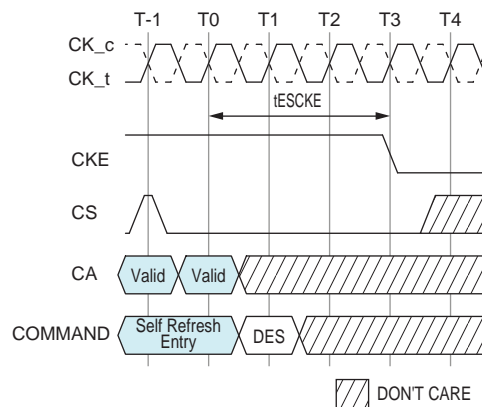 T-1 T0 T1 T2 T3 T4
CK_c
CK_t
tESCKE
CKE
CS
CA Valid Valid
COMMAND Self Refresh
Entry DES
DON'T CARE